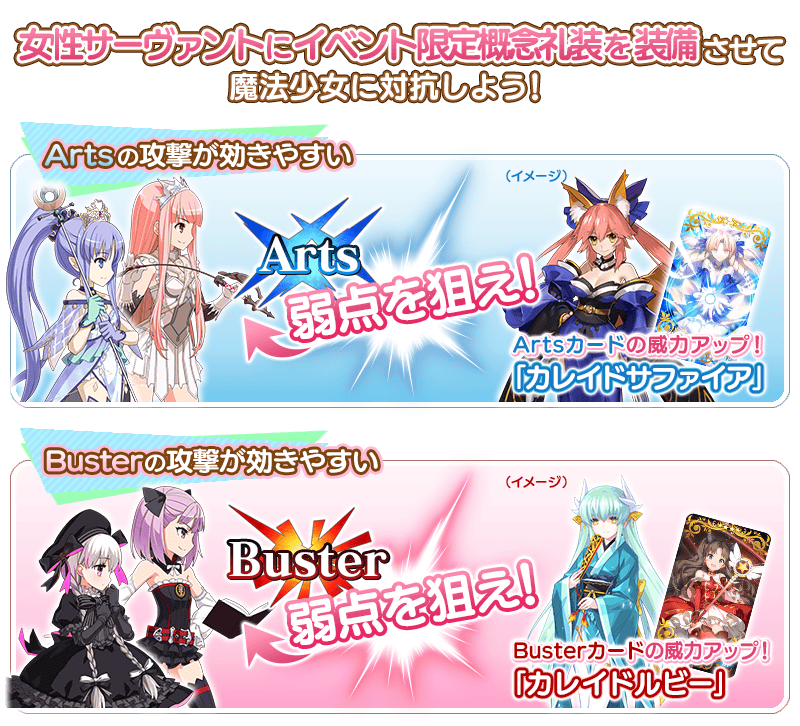 女性サーヴァントにイベント限定概念礼装を装備させて
魔法少女に対抗しよう!
Artsの攻撃が効きやすい
(イメージ)
Arts
弱点を狙え!
Artsカードの威力アップ!
「カレイドサファイア」
Busterの攻撃が効きやすい
(イメージ)
Buster
弱点を狙え!
Busterカードの威力アップ!
「カレイドルビー」